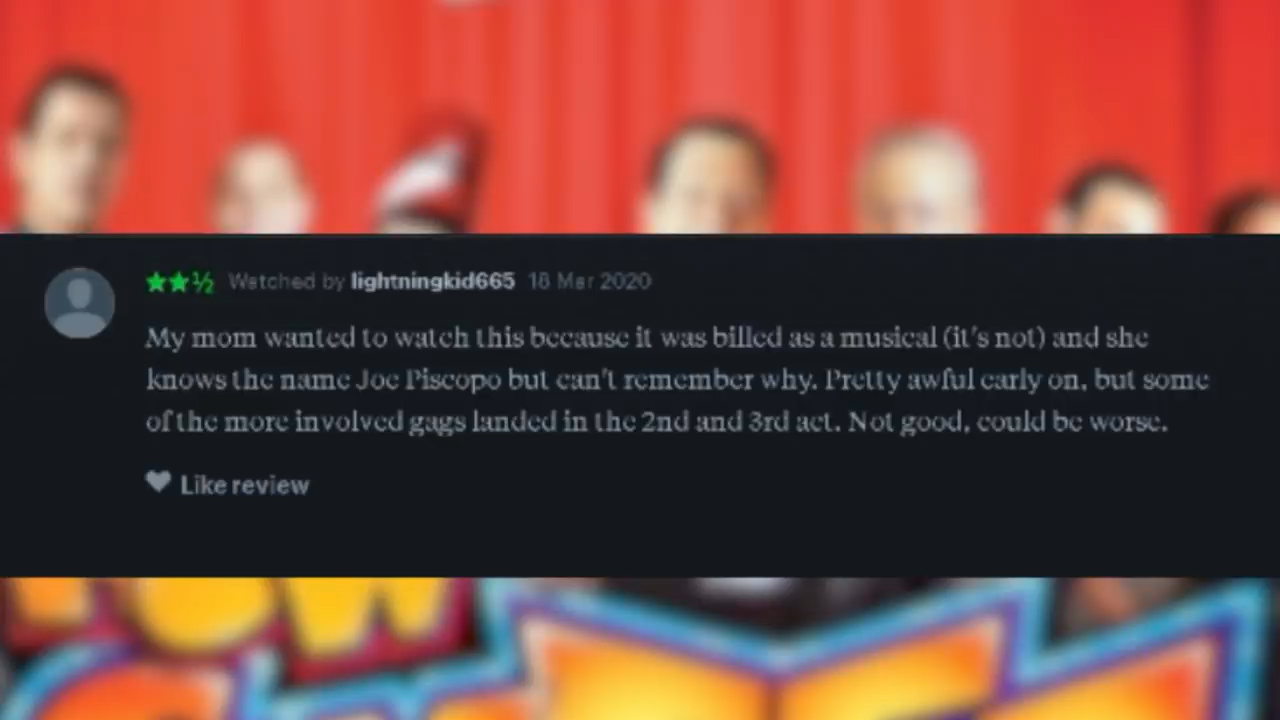 ★★½ Watched by lightningkid665 18 Mar 2020
My mom wanted to watch this because it was billed as a musical (it's not) and she
knows the name Joe Piscopo but can't remember why. Pretty awful early on, but some
of the more involved gags landed in the 2nd and 3rd act. Not good, could be worse.
Like review